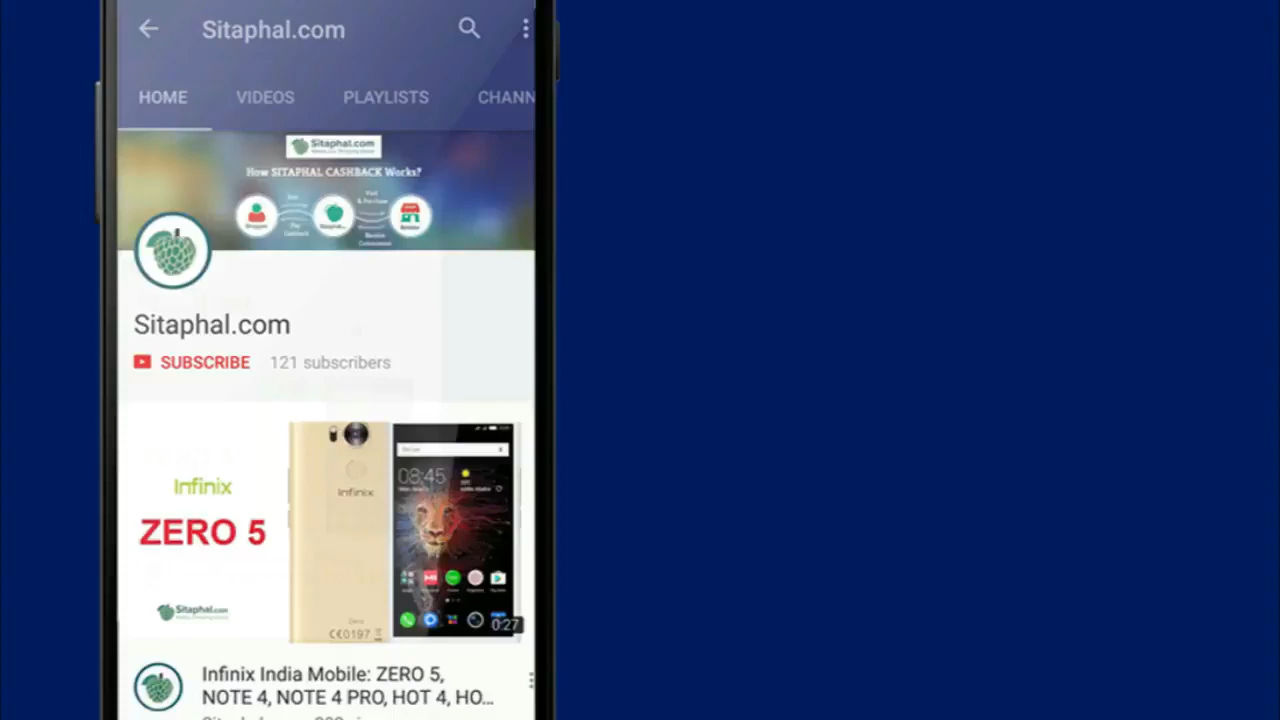 Sitaphal.com
HOME VIDEOS PLAYLISTS CHANN
Sitaphal.com
How SITAPHAL CASHBACK Works?
Sitaphal.com
SUBSCRIBE 121 subscribers
Infinix
ZERO 5
Sitaphal.com
Infinix
08:45
Zero
CE0197
0:27
Infinix India Mobile: ZERO 5,
NOTE 4, NOTE 4 PRO, HOT 4, HO...